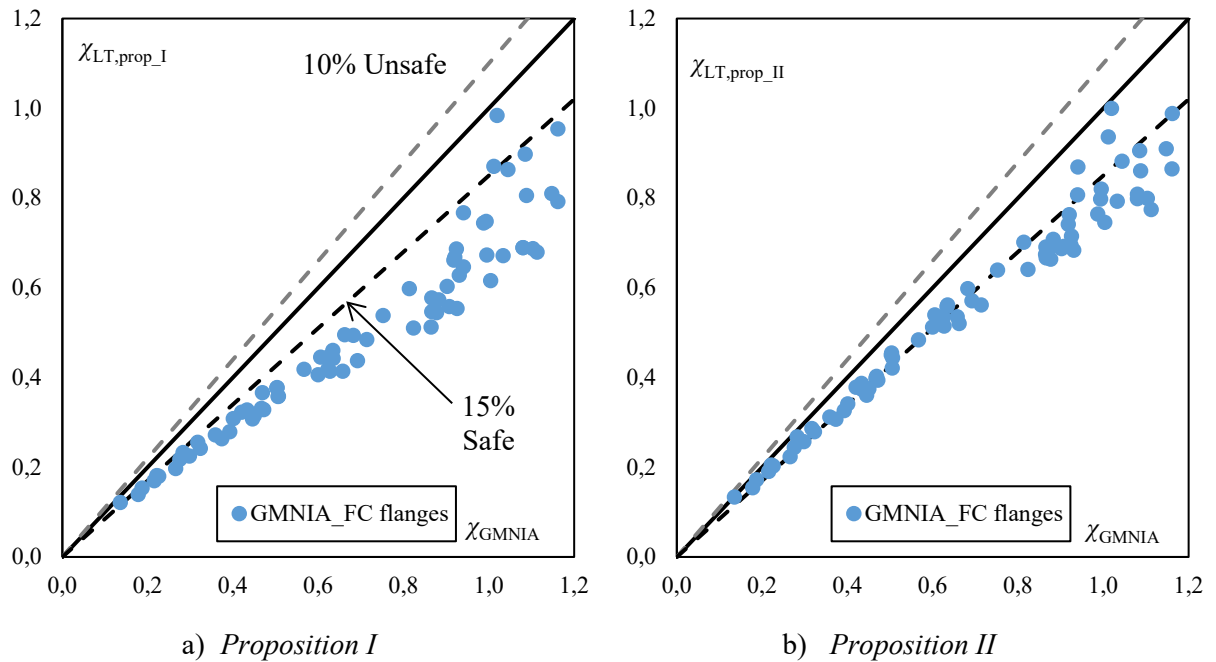 1,2
1,0
0,8
0,6
0,4
0,2
0,0
χLT,prop_I
10% Unsafe
15%
Safe
GMNIA_FC flanges
χGMNIA
0,0 0,2 0,4 0,6 0,8 1,0 1,2
a) Proposition I
1,2
1,0
0,8
0,6
0,4
0,2
0,0
χLT,prop_II
GMNIA_FC flanges
χGMNIA
0,0 0,2 0,4 0,6 0,8 1,0 1,2
b) Proposition II